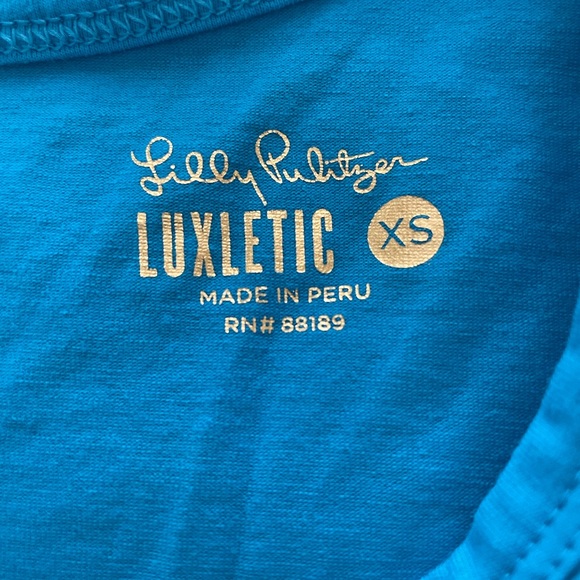 Lilly Pulitzer
LUXLETIC XS
MADE IN PERU
RN# 88189